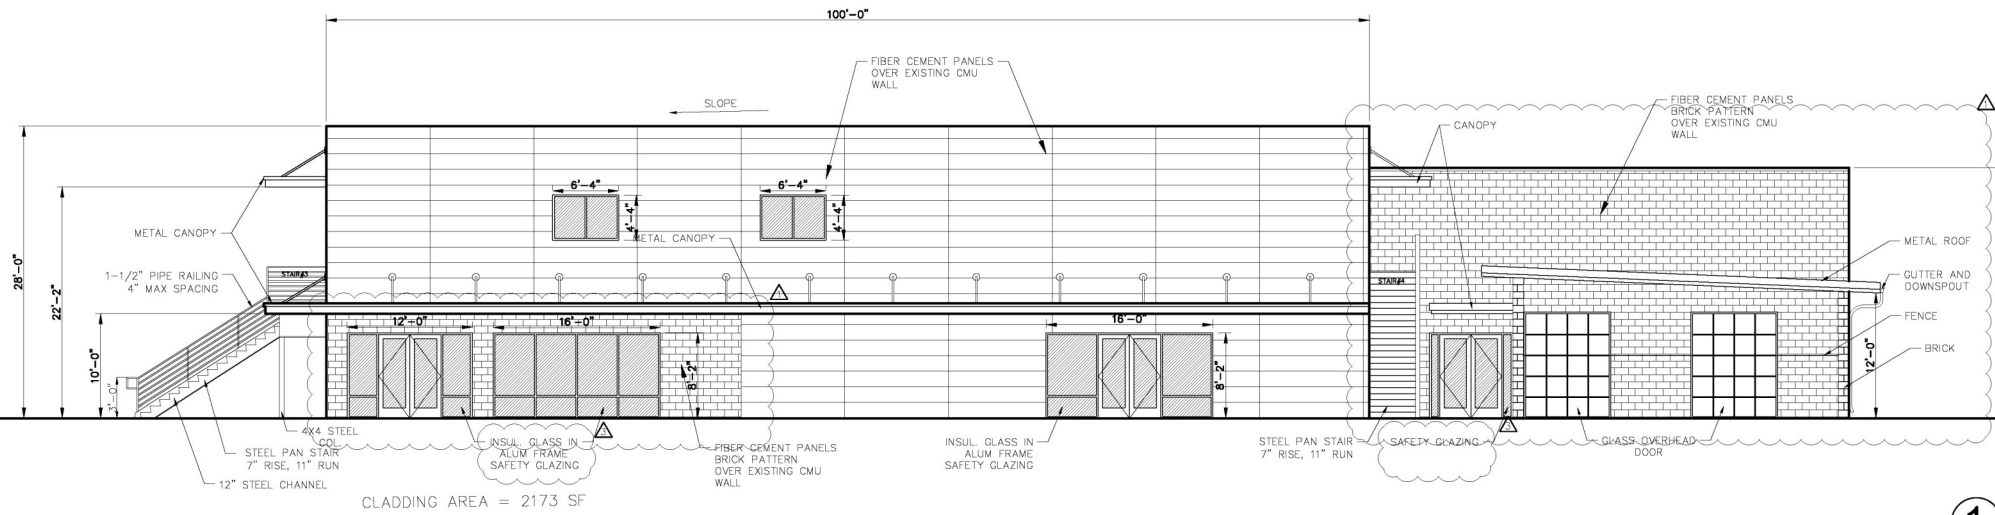 100'-0"
FIBER CEMENT PANELS
OVER EXISTING CMU
WALL
SLOPE
FIBER CEMENT PANELS
BRICK PATTERN
OVER EXISTING CMU
WALL
1
CANOPY
28'-0"
22'-2"
6'-4"
4'-4"
6'-4"
4'-4"
METAL CANOPY
METAL CANOPY
METAL ROOF
1-1/2" PIPE RAILING
4" MAX SPACING
STAIR#3
STAIR#4
GUTTER AND
DOWNSPOUT
1
10'-0"
12'-0"
16'-0"
16'-0"
FENCE
BRICK
8'-2"
8'-2"
12'-0"
3'-0"
4X4 STEEL
COL.
STEEL PAN STAIR
7" RISE, 11" RUN
12" STEEL CHANNEL
INSUL. GLASS IN
ALUM FRAME
SAFETY GLAZING
3
FIBER CEMENT PANELS
BRICK PATTERN
OVER EXISTING CMU
WALL
INSUL. GLASS IN
ALUM FRAME
SAFETY GLAZING
STEEL PAN STAIR
7" RISE, 11" RUN
SAFETY GLAZING
3
GLASS OVERHEAD
DOOR
CLADDING AREA = 2173 SF
1